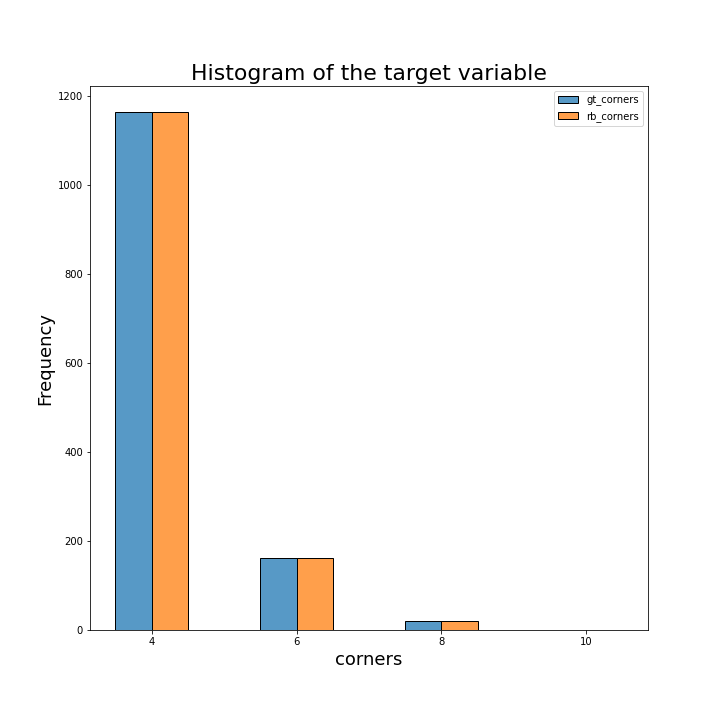 Histogram of the target variable
gt_corners
rb_corners
1200
1000
800
600
400
200
0
Frequency
4 6 8 10
corners